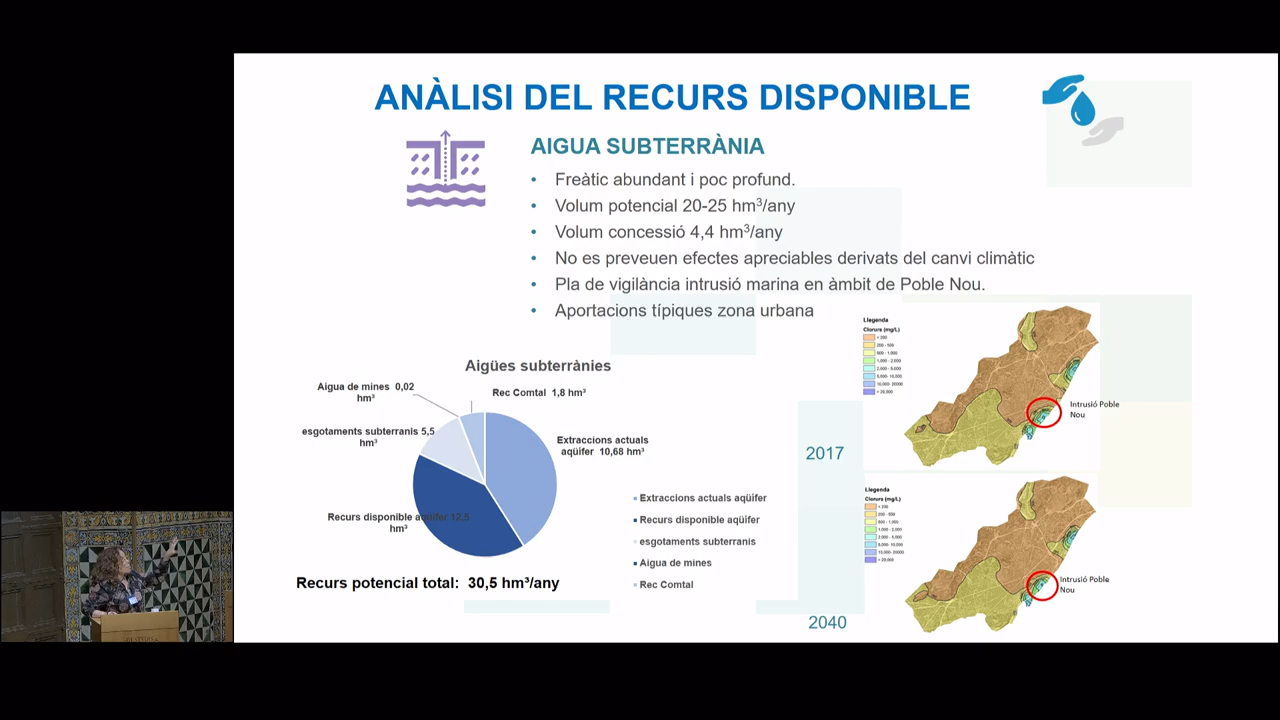 ANÀLISI DEL RECURS DISPONIBLE
AIGUA SUBTERRÀNIA
• Freàtic abundant i poc profund.
• Volum potencial 20-25 hm³/any
• Volum concessió 4,4 hm³/any
• No es preveuen efectes apreciables derivats del canvi climàtic
• Pla de vigilància intrusió marina en àmbit de Poble Nou.
• Aportacions típiques zona urbana
Aigües subterrànies
Aigua de mines 0,02
hm³
Rec Comtal 1,8 hm³
esgotaments subterranis 5,5
hm³
Extraccions actuals
aqüífer 10,68 hm³
Recurs disponible aqüífer 12,5
hm³
Extraccions actuals aqüífer
Recurs disponible aqüífer
esgotaments subterranis
Aigua de mines
Rec Comtal
Recurs potencial total: 30,5 hm³/any
Llegenda
Clorurs (mg/L)
Intrusió Poble
Nou
2017
Llegenda
Clorurs (mg/L)
Intrusió Poble
Nou
2040